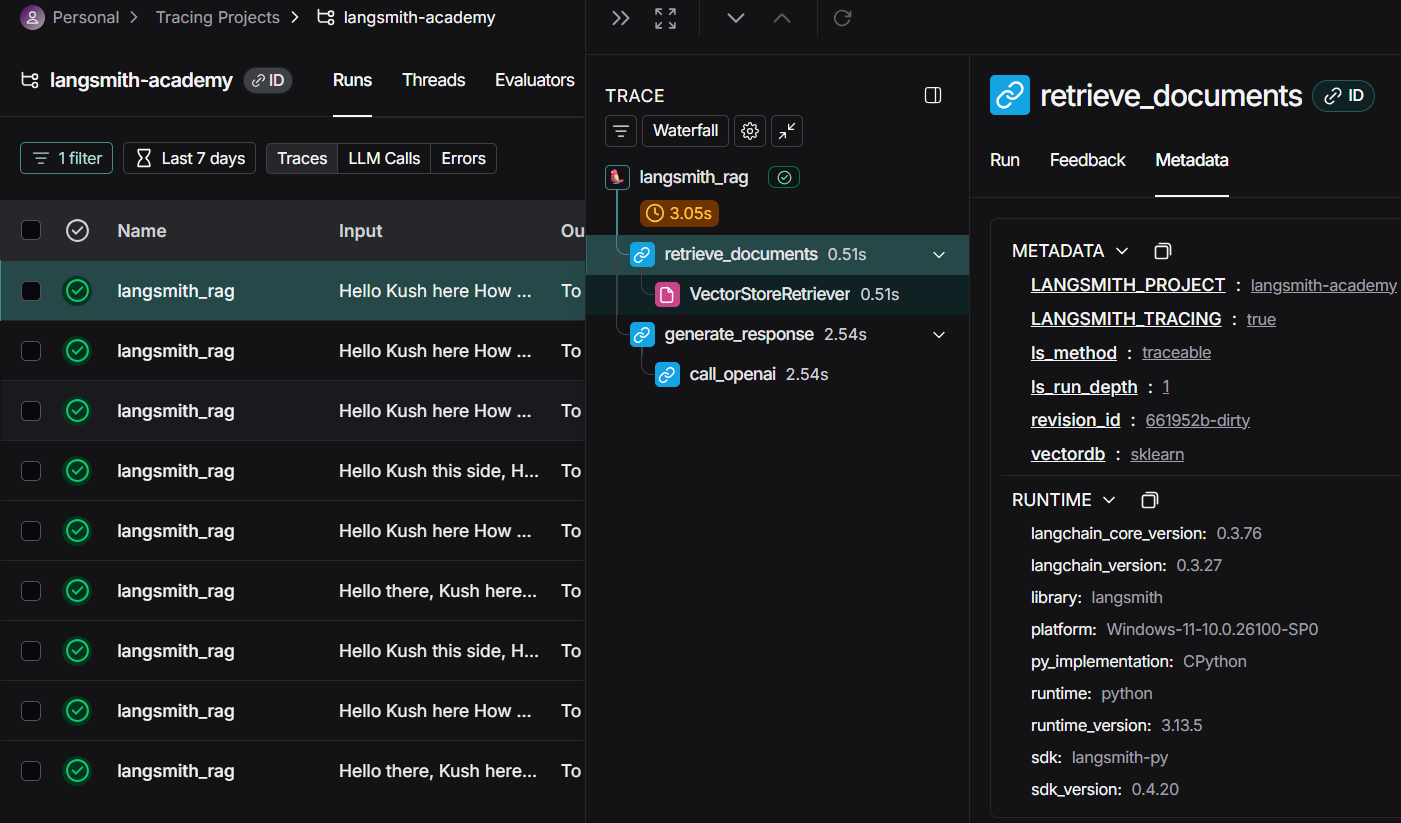 Personal > Tracing Projects > langsmith-academy
langsmith-academy ID Runs Threads Evaluators
1 filter Last 7 days Traces LLM Calls Errors
Name Input Ou
langsmith_rag Hello Kush here How ... To
langsmith_rag Hello Kush here How ... To
langsmith_rag Hello Kush here How ... To
langsmith_rag Hello Kush this side, H... To
langsmith_rag Hello Kush here How ... To
langsmith_rag Hello there, Kush here... To
langsmith_rag Hello Kush this side, H... To
langsmith_rag Hello Kush here How ... To
langsmith_rag Hello there, Kush here... To
TRACE
Waterfall
langsmith_rag
3.05s
retrieve_documents 0.51s
VectorStoreRetriever 0.51s
generate_response 2.54s
call_openai 2.54s
retrieve_documents ID
Run Feedback Metadata
METADATA
LANGSMITH_PROJECT : langsmith-academy
LANGSMITH_TRACING : true
ls_method : traceable
ls_run_depth : 1
revision_id : 661952b-dirty
vectordb : sklearn
RUNTIME
langchain_core_version: 0.3.76
langchain_version: 0.3.27
library: langsmith
platform: Windows-11-10.0.26100-SP0
py_implementation: CPython
runtime: python
runtime_version: 3.13.5
sdk: langsmith-py
sdk_version: 0.4.20